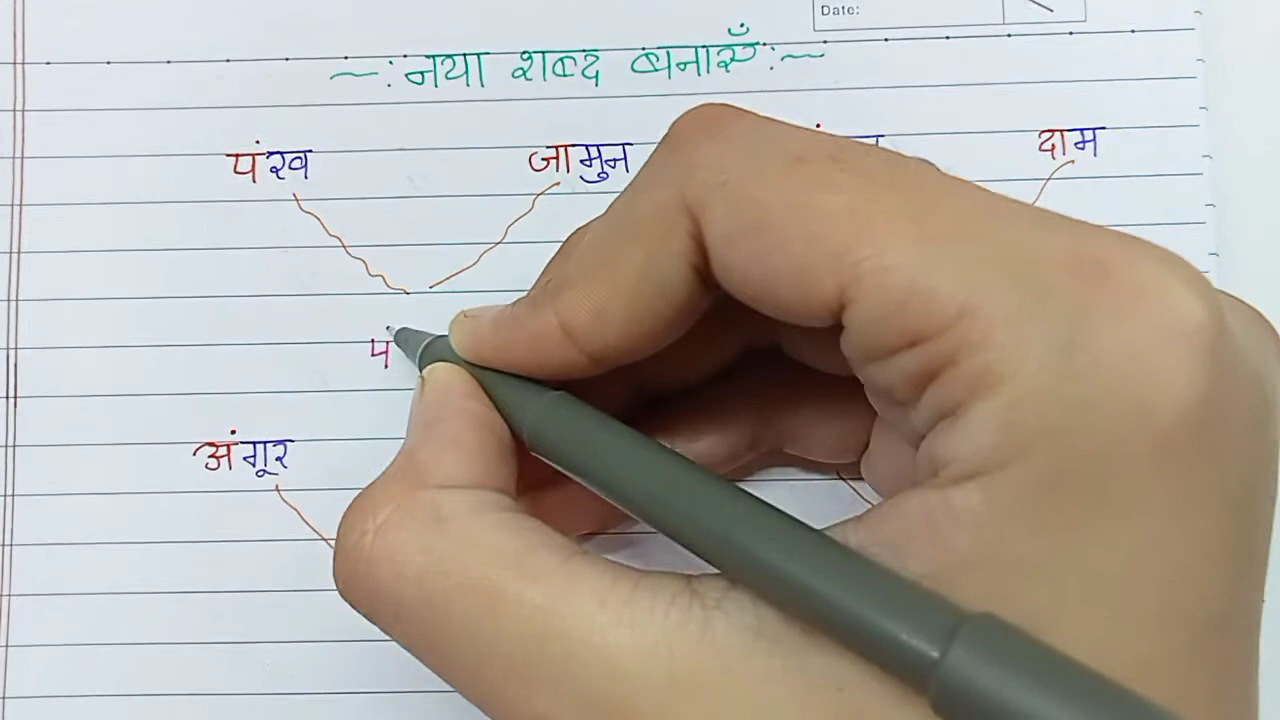 Date:
~:नया शब्द बनाएँ:~
पंख जामुन दाम
प
अंगूर